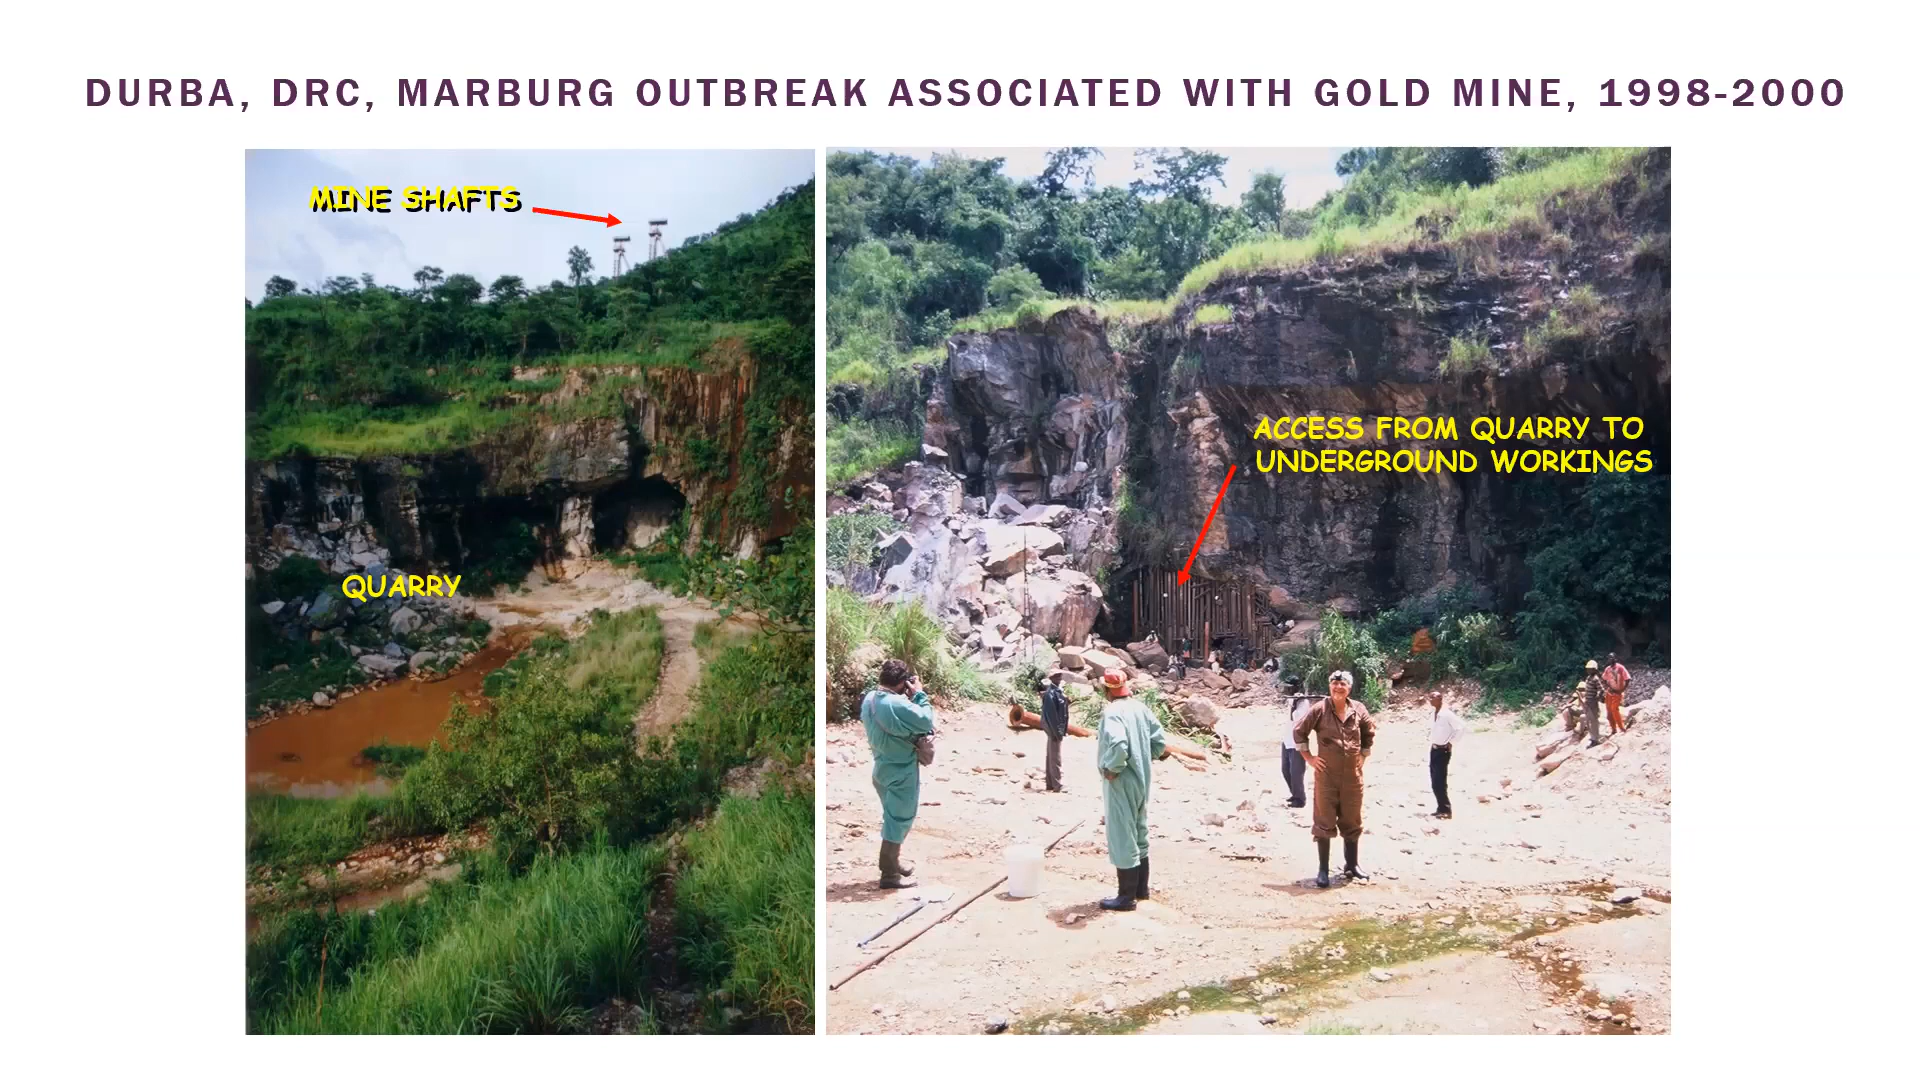 DURBA, DRC, MARBURG OUTBREAK ASSOCIATED WITH GOLD MINE, 1998-2000
MINE SHAFTS
QUARRY
ACCESS FROM QUARRY TO
UNDERGROUND WORKINGS